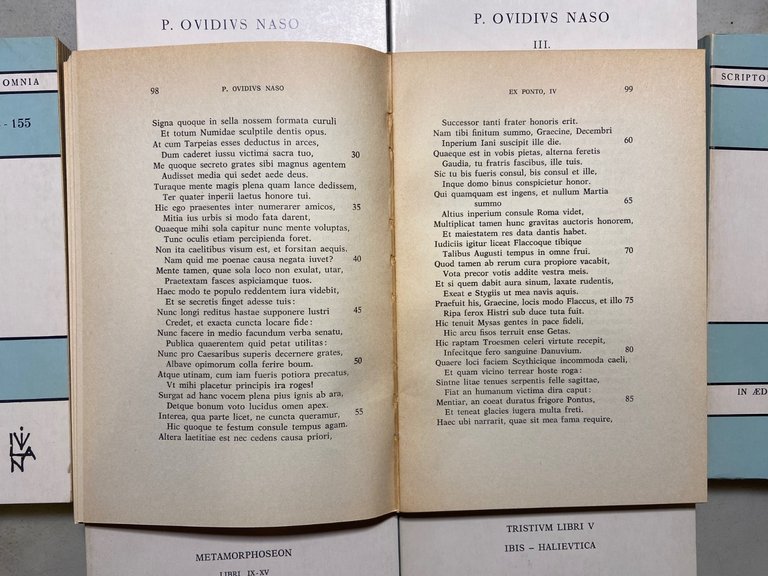 P. OVIDIVS NASO
P. OVIDIVS NASO
III.
OMNIA
- 155
SCRIPTO
IN ÆD
98 P. OVIDIVS NASO
Signa quoque in sella nossem formata curuli
Et totum Numidae sculptile dentis opus.
At cum Tarpeias esses deductus in arces,
Dum caderet iussu victima sacra tuo, 30
Me quoque secreto grates sibi magnus agentem
Audisset media qui sedet aede deus.
Turaque mente magis plena quam lance dedissem,
Ter quater inperii laetus honore tui.
Hic ego praesentes inter numerarer amicos, 35
Mitia ius urbis si modo fata darent,
Quaeque mihi sola capitur nunc mente voluptas,
Tunc oculis etiam percipienda foret.
Non ita caelitibus visum est, et forsitan aequis.
Nam quid me poenae causa negata iuvet? 40
Mente tamen, quae sola loco non exulat, utar,
Praetextam fasces aspiciamque tuos.
Haec modo te populo reddentem iura videbit,
Et se secretis finget adesse tuis:
Nunc longi reditus hastae supponere lustri 45
Credet, et exacta cuncta locare fide:
Nunc facere in medio facundum verba senatu,
Publica quaerentem quid petat utilitas:
Nunc pro Caesaribus superis decernere grates,
Albave opimorum colla ferire boum. 50
Atque utinam, cum iam fueris potiora precatus,
Vt mihi placetur principis ira roges!
Surgat ad hanc vocem plena pius ignis ab ara,
Detque bonum voto lucidus omen apex.
Interea, qua parte licet, ne cuncta queramur, 55
Hic quoque te festum consule tempus agam.
Altera laetitiae est nec cedens causa priori,
EX PONTO, IV 99
Successor tanti frater honoris erit.
Nam tibi finitum summo, Graecine, Decembri
Inperium Iani suscipit ille die. 60
Quaeque est in vobis pietas, alterna feretis
Gaudia, tu fratris fascibus, ille tuis.
Sic tu bis fueris consul, bis consul et ille,
Inque domo binus conspicietur honor.
Qui quamquam est ingens, et nullum Martia 65
summo
Altius inperium consule Roma videt,
Multiplicat tamen hunc gravitas auctoris honorem,
Et maiestatem res data dantis habet.
Iudiciis igitur liceat Flaccoque tibique
Talibus Augusti tempus in omne frui. 70
Quod tamen ab rerum cura propiore vacabit,
Vota precor votis addite vestra meis.
Et si quem dabit aura sinum, laxate rudentis,
Exeat e Stygiis ut mea navis aquis.
Praefuit his, Graecine, locis modo Flaccus, et illo 75
Ripa ferox Histri sub duce tuta fuit.
Hic tenuit Mysas gentes in pace fideli,
Hic arcu fisos terruit ense Getas.
Hic raptam Troesmen celeri virtute recepit,
Infecitque fero sanguine Danuvium. 80
Quaere loci faciem Scythicique incommoda caeli,
Et quam vicino terrear hoste roga:
Sintne litae tenues serpentis felle sagittae,
Fiat an humanum victima dira caput:
Mentiar, an coeat duratus frigore Pontus, 85
Et teneat glacies iugera multa freti.
Haec ubi narrarit, quae sit mea fama require,
METAMORPHOSEON
LIBRI IX-XV
TRISTIVM LIBRI V
IBIS – HALIEVTICA